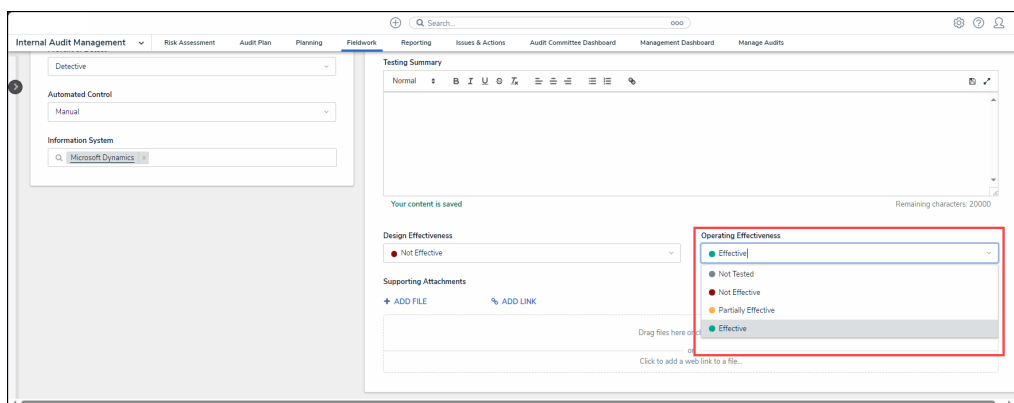 Search...
Internal Audit Management
Risk Assessment
Audit Plan
Planning
Fieldwork
Reporting
Issues & Actions
Audit Committee Dashboard
Management Dashboard
Manage Audits
Detective
Automated Control
Manual
Information System
Microsoft Dynamics ×
Testing Summary
Normal
B I U S Tx
Your content is saved
Remaining characters: 20000
Design Effectiveness
Not Effective
Operating Effectiveness
Effective
Not Tested
Not Effective
Partially Effective
Effective
Supporting Attachments
+ ADD FILE
ADD LINK
Drag files here or
or
Click to add a web link to a file...